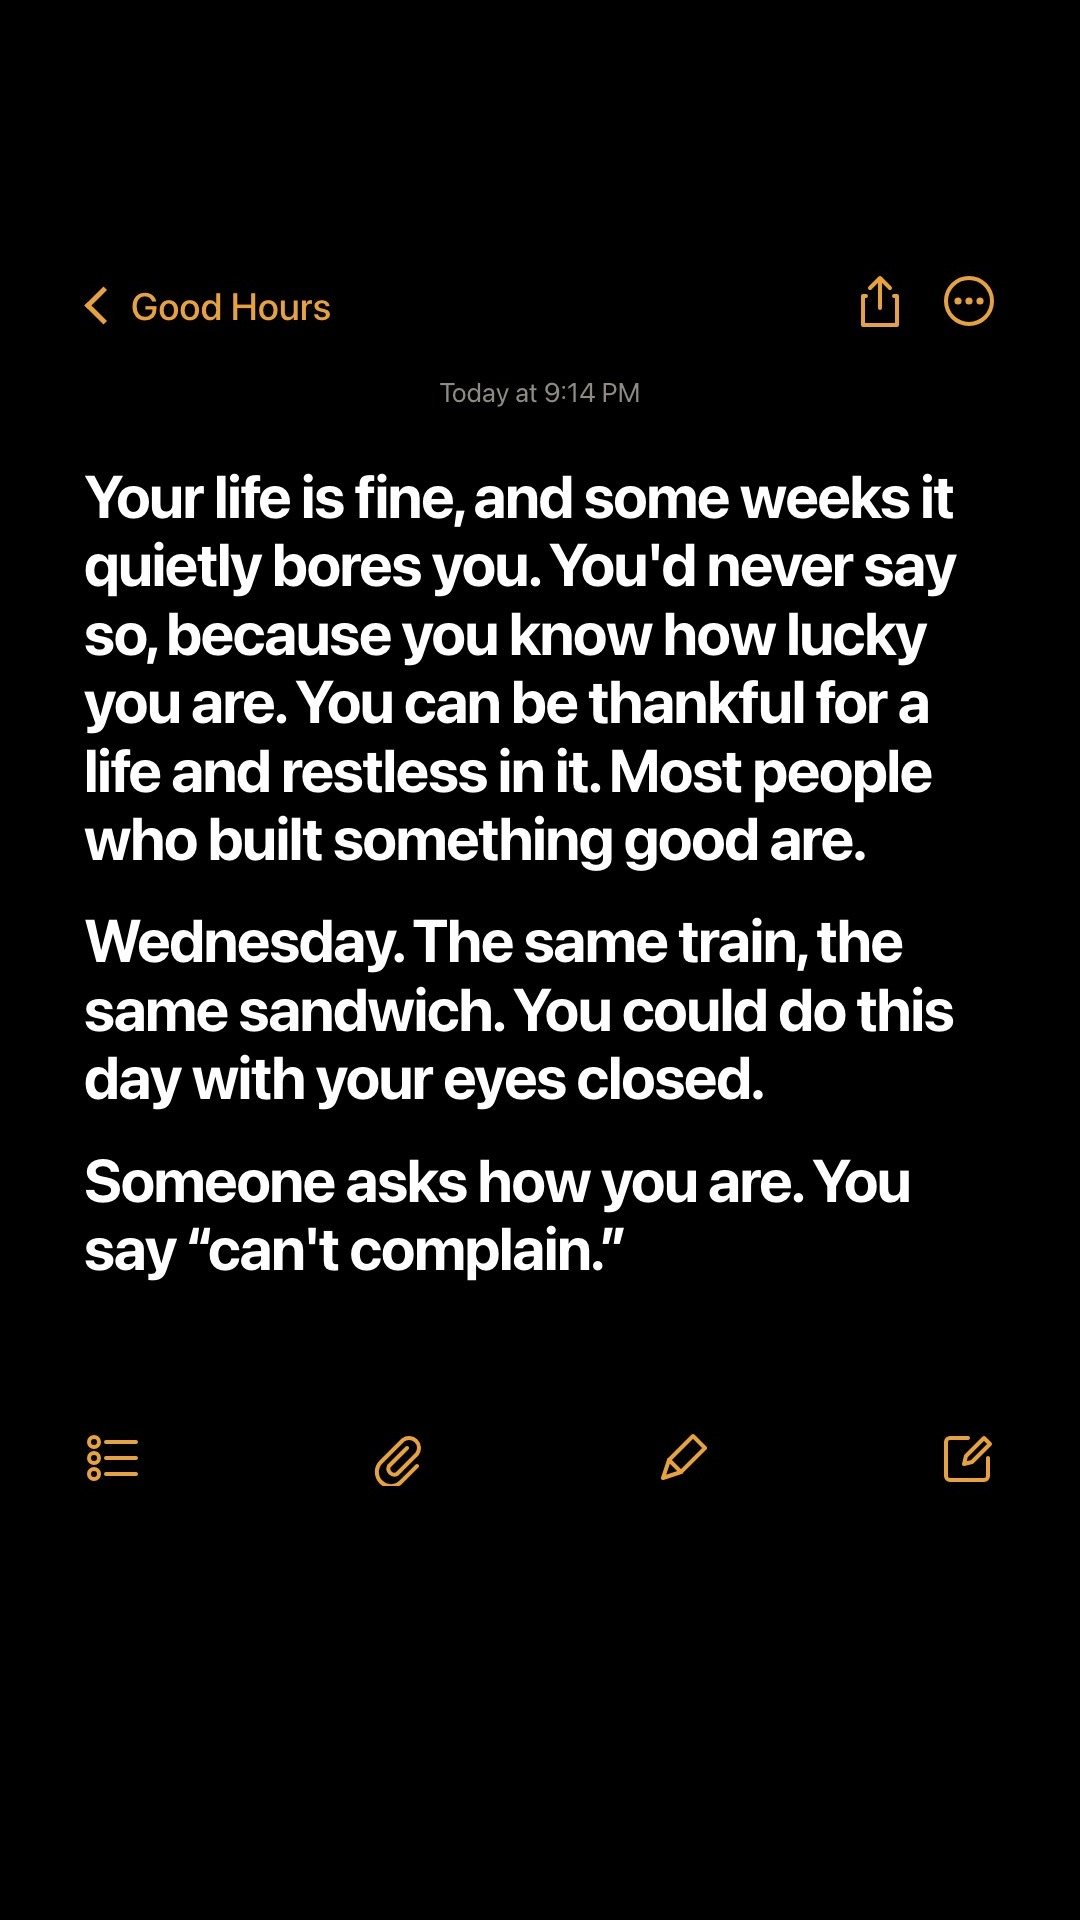 Good Hours
Today at 9:14 PM
Your life is fine, and some weeks it
quietly bores you. You'd never say
so, because you know how lucky
you are. You can be thankful for a
life and restless in it. Most people
who built something good are.
Wednesday. The same train, the
same sandwich. You could do this
day with your eyes closed.
Someone asks how you are. You
say “can't complain.”